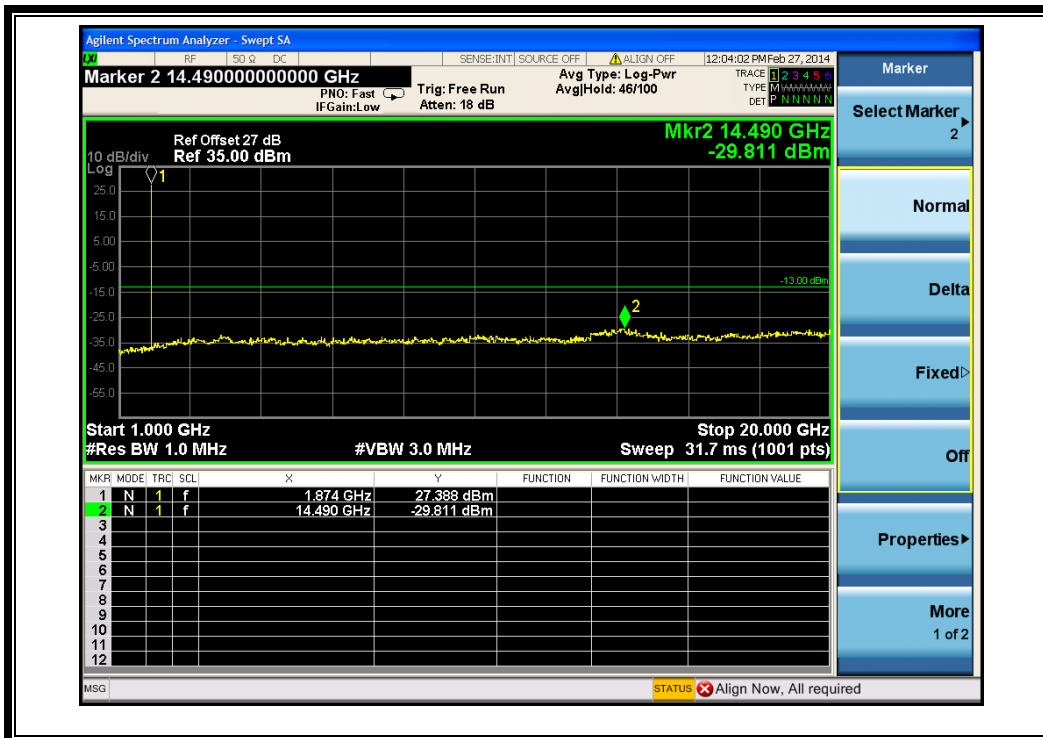 Agilent Spectrum Analyzer - Swept SA
LXI RF 50 Ω DC SENSE:INT SOURCE OFF ALIGN OFF 12:04:02 PM Feb 27, 2014
Marker 2 14.490000000000 GHz
PNO: Fast
IFGain:Low
Trig: Free Run
Atten: 18 dB
Avg Type: Log-Pwr
Avg|Hold: 46/100
TRACE 1 2 3 4 5 6
TYPE M WWWWW
DET P N N N N N
Ref Offset 27 dB
Ref 35.00 dBm
10 dB/div
Log
Mkr2 14.490 GHz
-29.811 dBm
1
25.0
15.0
5.00
-5.00
-13.00 dBm
-15.0
2
-25.0
-35.0
-45.0
-55.0
Start 1.000 GHz Stop 20.000 GHz
#Res BW 1.0 MHz #VBW 3.0 MHz Sweep 31.7 ms (1001 pts)
MKR MODE TRC SCL X Y FUNCTION FUNCTION WIDTH FUNCTION VALUE
1 N 1 f 1.874 GHz 27.388 dBm
2 N 1 f 14.490 GHz -29.811 dBm
3
4
5
6
7
8
9
10
11
12
MSG STATUS Align Now, All required
Marker
Select Marker
2
Normal
Delta
Fixed
Off
Properties
More
1 of 2